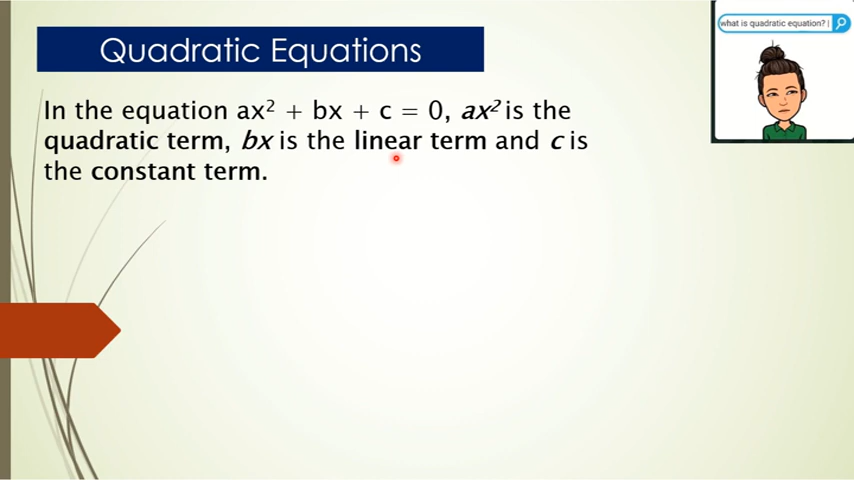 Quadratic Equations
what is quadratic equation? |
In the equation ax² + bx + c = 0, ax² is the
quadratic term, bx is the linear term and c is
the constant term.